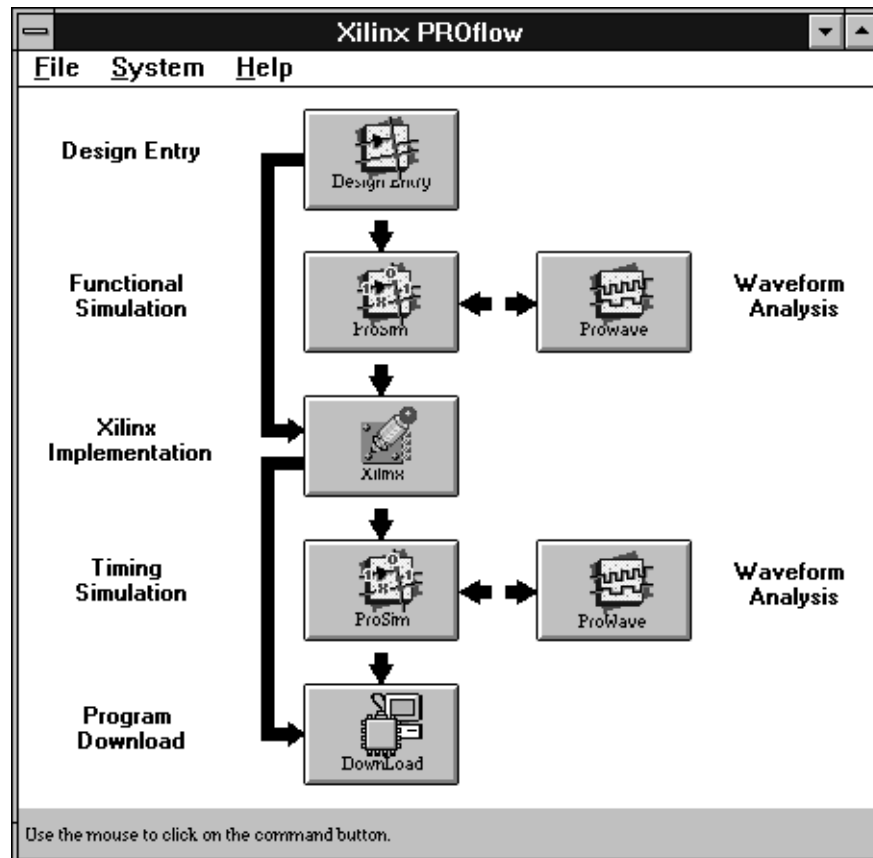 Xilinx PROflow
File System Help
Design Entry
Design Entry
Functional
Simulation
ProSim
Prowave
Waveform
Analysis
Xilinx
Implementation
Xilinx
Timing
Simulation
ProSim
ProWave
Waveform
Analysis
Program
Download
DownLoad
Use the mouse to click on the command button.